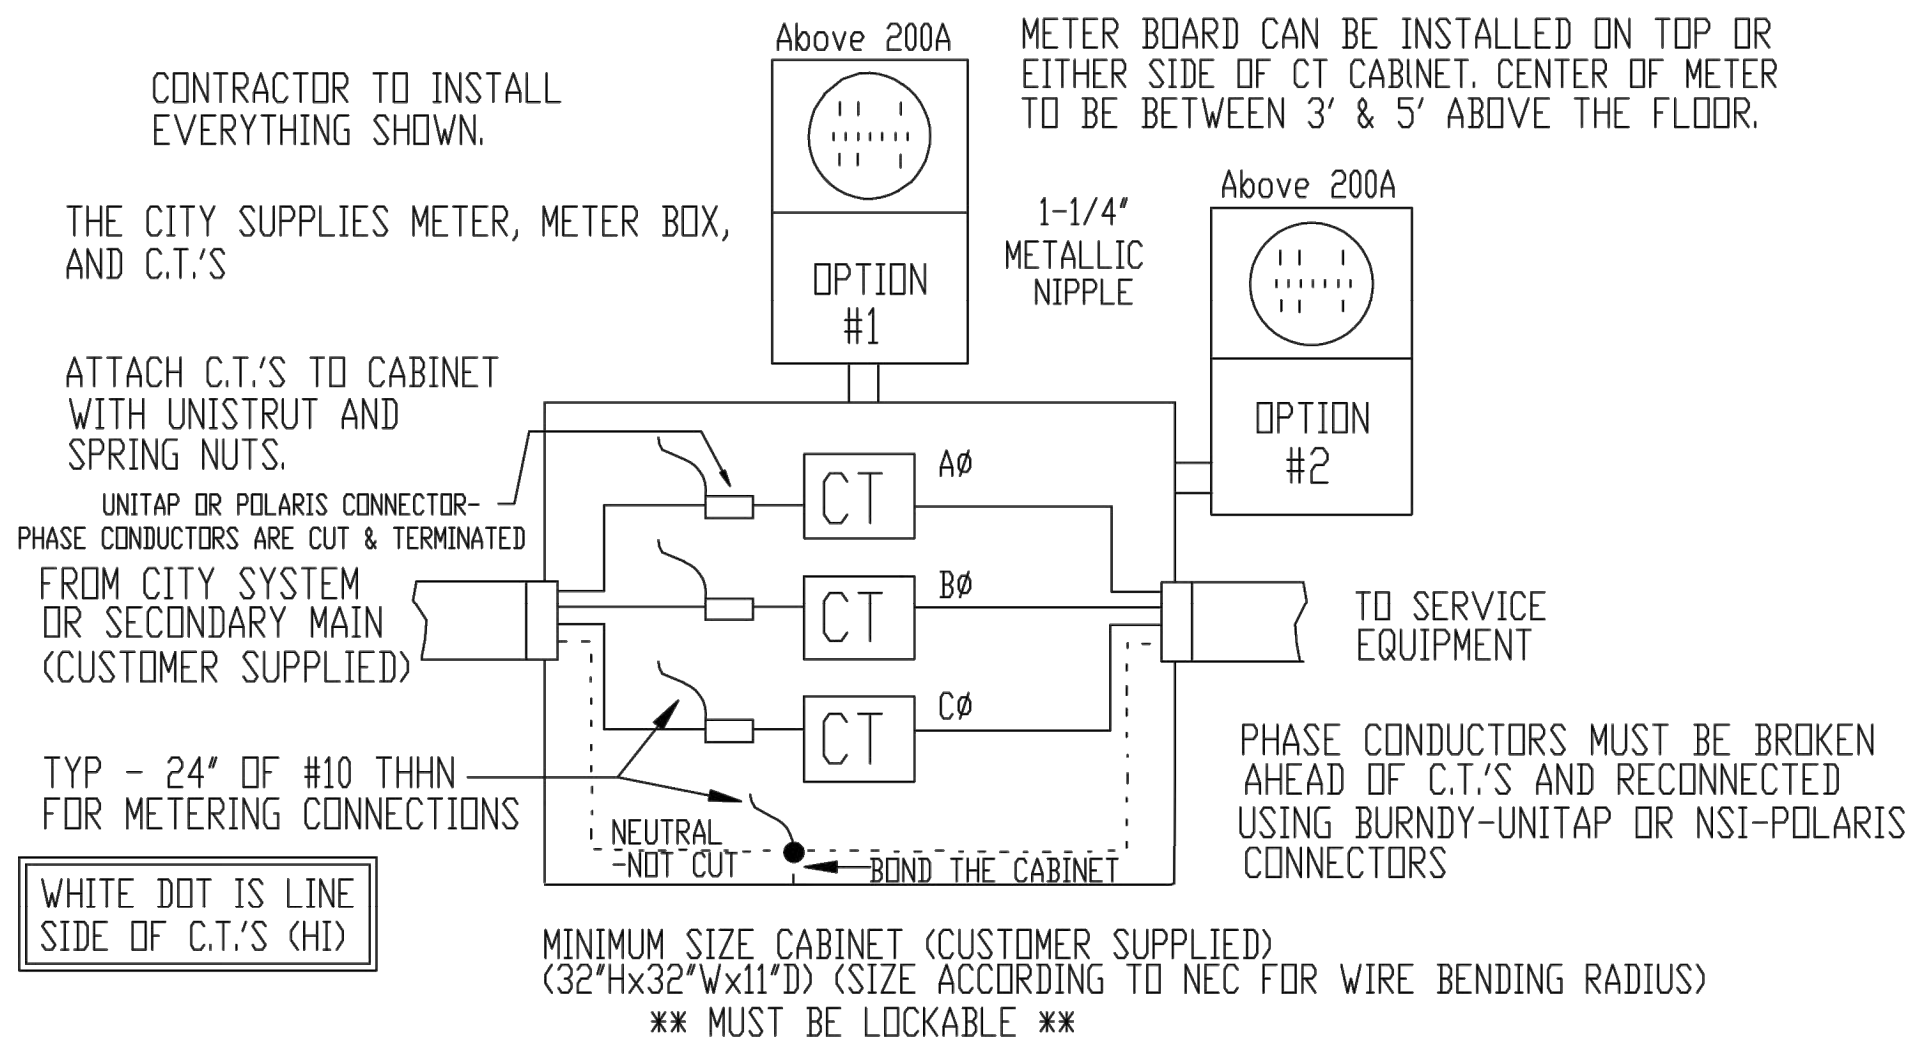 CONTRACTOR TO INSTALL
EVERYTHING SHOWN.
THE CITY SUPPLIES METER, METER BOX,
AND C.T.'S
Above 200A
OPTION
#1
METER BOARD CAN BE INSTALLED ON TOP OR
EITHER SIDE OF CT CABINET. CENTER OF METER
TO BE BETWEEN 3' & 5' ABOVE THE FLOOR.
1-1/4"
METALLIC
NIPPLE
Above 200A
OPTION
#2
ATTACH C.T.'S TO CABINET
WITH UNISTRUT AND
SPRING NUTS.
UNITAP OR POLARIS CONNECTOR-
PHASE CONDUCTORS ARE CUT & TERMINATED
FROM CITY SYSTEM
OR SECONDARY MAIN
(CUSTOMER SUPPLIED)
CT
AØ
CT
BØ
CT
CØ
TO SERVICE
EQUIPMENT
TYP - 24" OF #10 THHN
FOR METERING CONNECTIONS
NEUTRAL
-NOT CUT
BOND THE CABINET
PHASE CONDUCTORS MUST BE BROKEN
AHEAD OF C.T.'S AND RECONNECTED
USING BURNDY-UNITAP OR NSI-POLARIS
CONNECTORS
WHITE DOT IS LINE
SIDE OF C.T.'S (HI)
MINIMUM SIZE CABINET (CUSTOMER SUPPLIED)
(32"Hx32"Wx11"D) (SIZE ACCORDING TO NEC FOR WIRE BENDING RADIUS)
** MUST BE LOCKABLE **